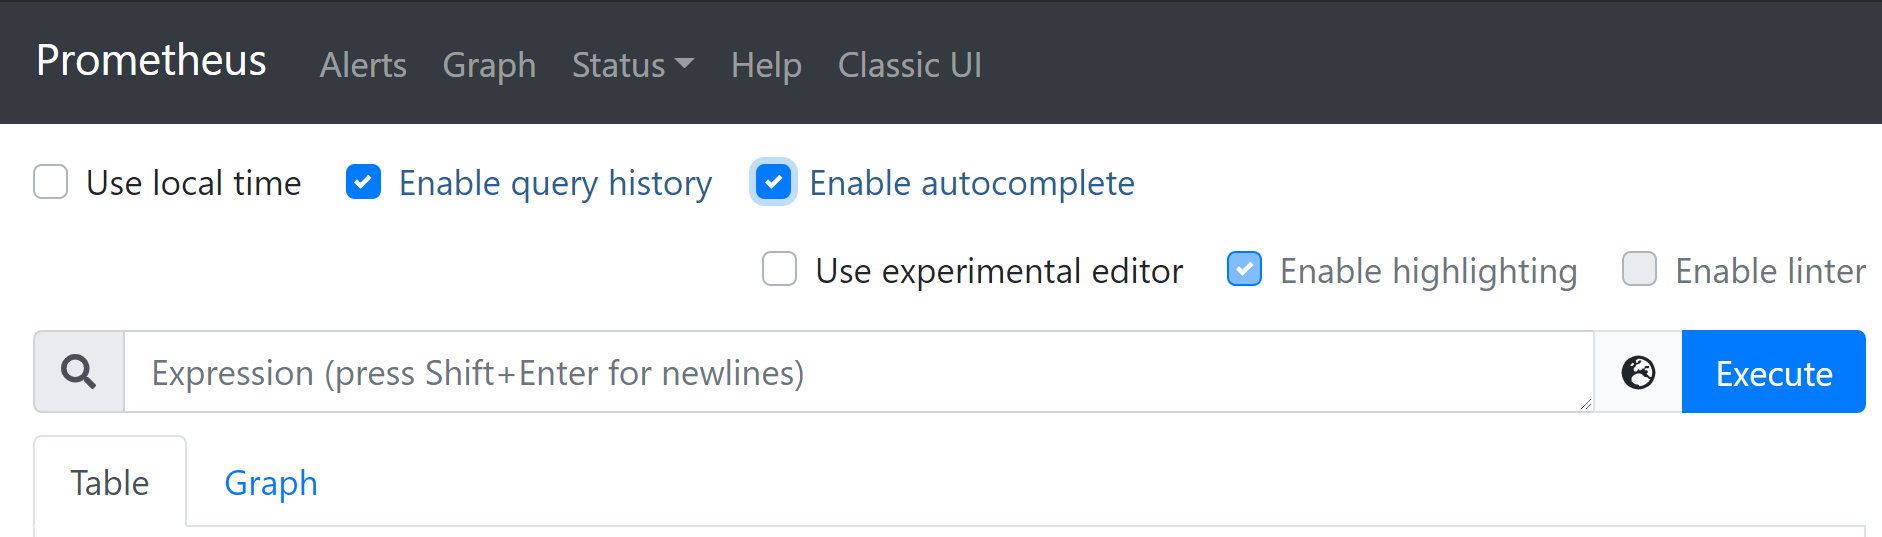 Prometheus Alerts Graph Status Help Classic UI
Use local time Enable query history Enable autocomplete
Use experimental editor Enable highlighting Enable linter
Expression (press Shift+Enter for newlines) Execute
Table Graph